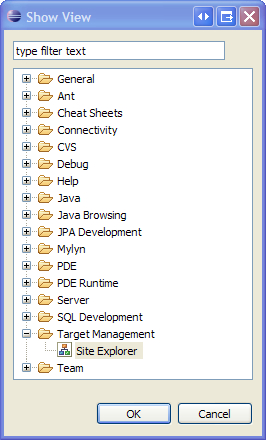 Show View
type filter text
General
Ant
Cheat Sheets
Connectivity
CVS
Debug
Help
Java
Java Browsing
JPA Development
Mylyn
PDE
PDE Runtime
Server
SQL Development
Target Management
Site Explorer
Team
OK Cancel